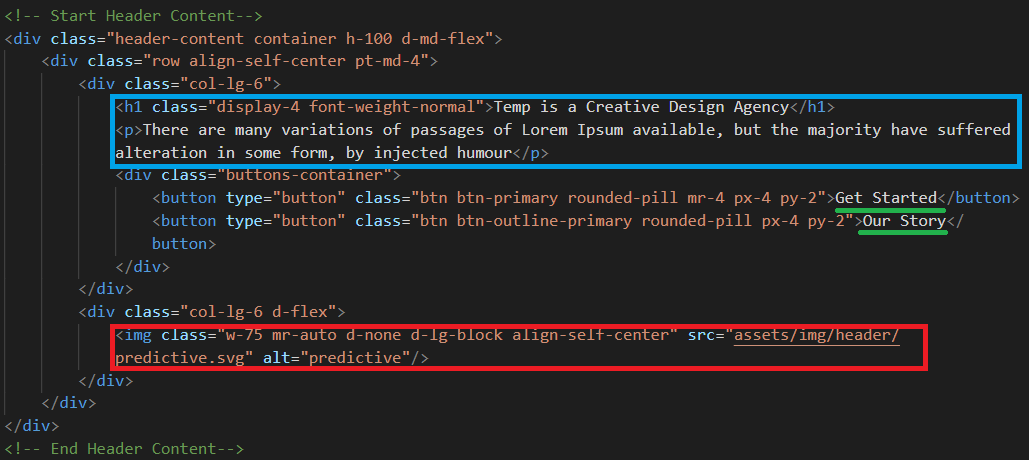 <!-- Start Header Content-->
<div class="header-content container h-100 d-md-flex">
<div class="row align-self-center pt-md-4">
<div class="col-lg-6">
<h1 class="display-4 font-weight-normal">Temp is a Creative Design Agency</h1>
<p>There are many variations of passages of Lorem Ipsum available, but the majority have suffered
alteration in some form, by injected humour</p>
<div class="buttons-container">
<button type="button" class="btn btn-primary rounded-pill mr-4 px-4 py-2">Get Started</button>
<button type="button" class="btn btn-outline-primary rounded-pill px-4 py-2">Our Story</
button>
</div>
</div>
<div class="col-lg-6 d-flex">
<img class="w-75 mr-auto d-none d-lg-block align-self-center" src="assets/img/header/
predictive.svg" alt="predictive"/>
</div>
</div>
</div>
<!-- End Header Content-->